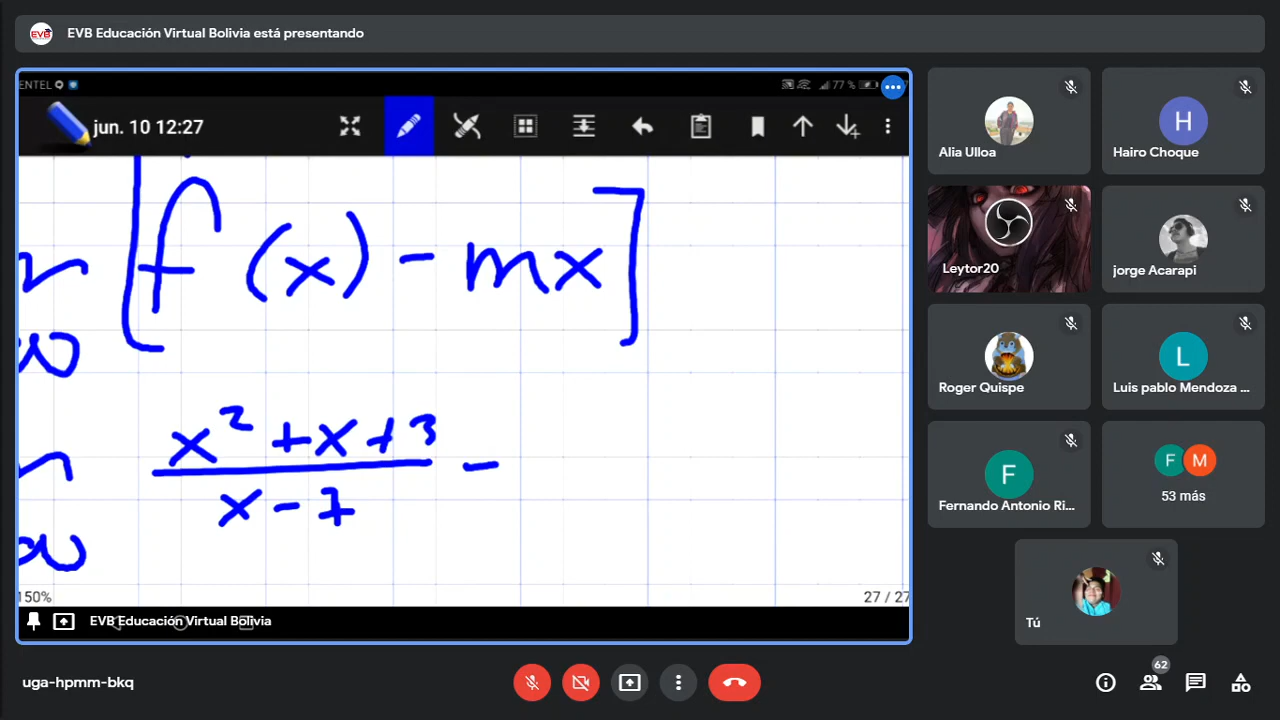 EVB Educación Virtual Bolivia está presentando
ENTEL
77 %
jun. 10 12:27
[f(x) - mx]
∞
x² + x + 3
x - 7
-
∞
150%
27 / 27
EVB Educación Virtual Bolivia
Alia Ulloa
H
Hairo Choque
Leytor20
jorge Acarapi
Roger Quispe
L
Luis pablo Mendoza ...
F
Fernando Antonio Ri...
F M
53 más
Tú
uga-hpmm-bkq
62